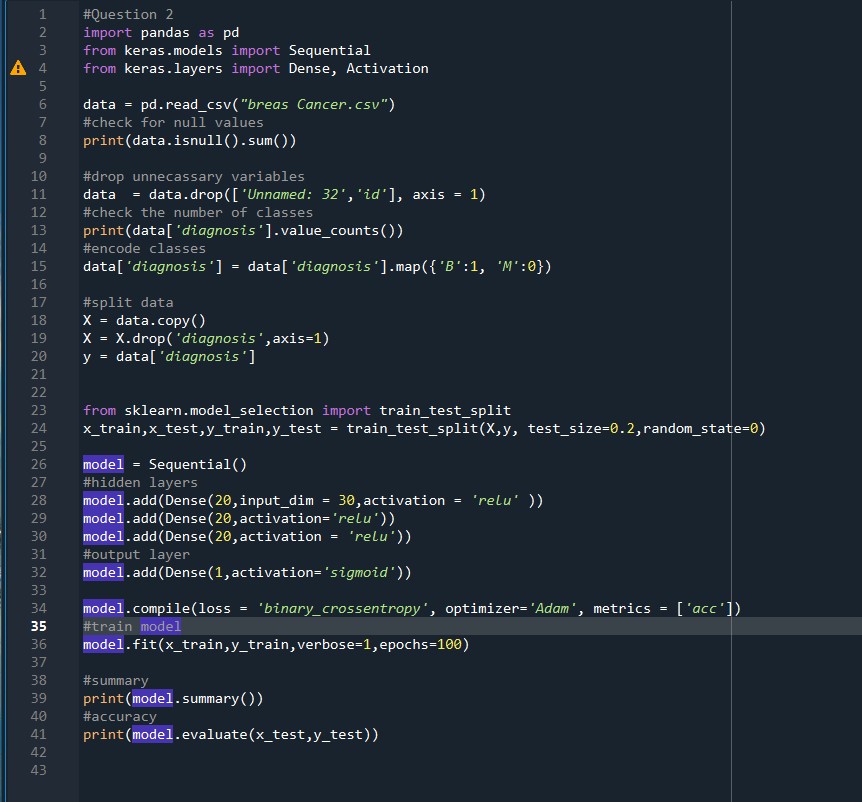 1 #Question 2
2 import pandas as pd
3 from keras.models import Sequential
4 from keras.layers import Dense, Activation
5
6 data = pd.read_csv("breas Cancer.csv")
7 #check for null values
8 print(data.isnull().sum())
9
10 #drop unnecassary variables
11 data  = data.drop(['Unnamed: 32','id'], axis = 1)
12 #check the number of classes
13 print(data['diagnosis'].value_counts())
14 #encode classes
15 data['diagnosis'] = data['diagnosis'].map({'B':1, 'M':0})
16
17 #split data
18 X = data.copy()
19 X = X.drop('diagnosis',axis=1)
20 y = data['diagnosis']
21
22
23 from sklearn.model_selection import train_test_split
24 x_train,x_test,y_train,y_test = train_test_split(X,y, test_size=0.2,random_state=0)
25
26 model = Sequential()
27 #hidden layers
28 model.add(Dense(20,input_dim = 30,activation = 'relu' ))
29 model.add(Dense(20,activation='relu'))
30 model.add(Dense(20,activation = 'relu'))
31 #output layer
32 model.add(Dense(1,activation='sigmoid'))
33
34 model.compile(loss = 'binary_crossentropy', optimizer='Adam', metrics = ['acc'])
35 #train model
36 model.fit(x_train,y_train,verbose=1,epochs=100)
37
38 #summary
39 print(model.summary())
40 #accuracy
41 print(model.evaluate(x_test,y_test))
42
43